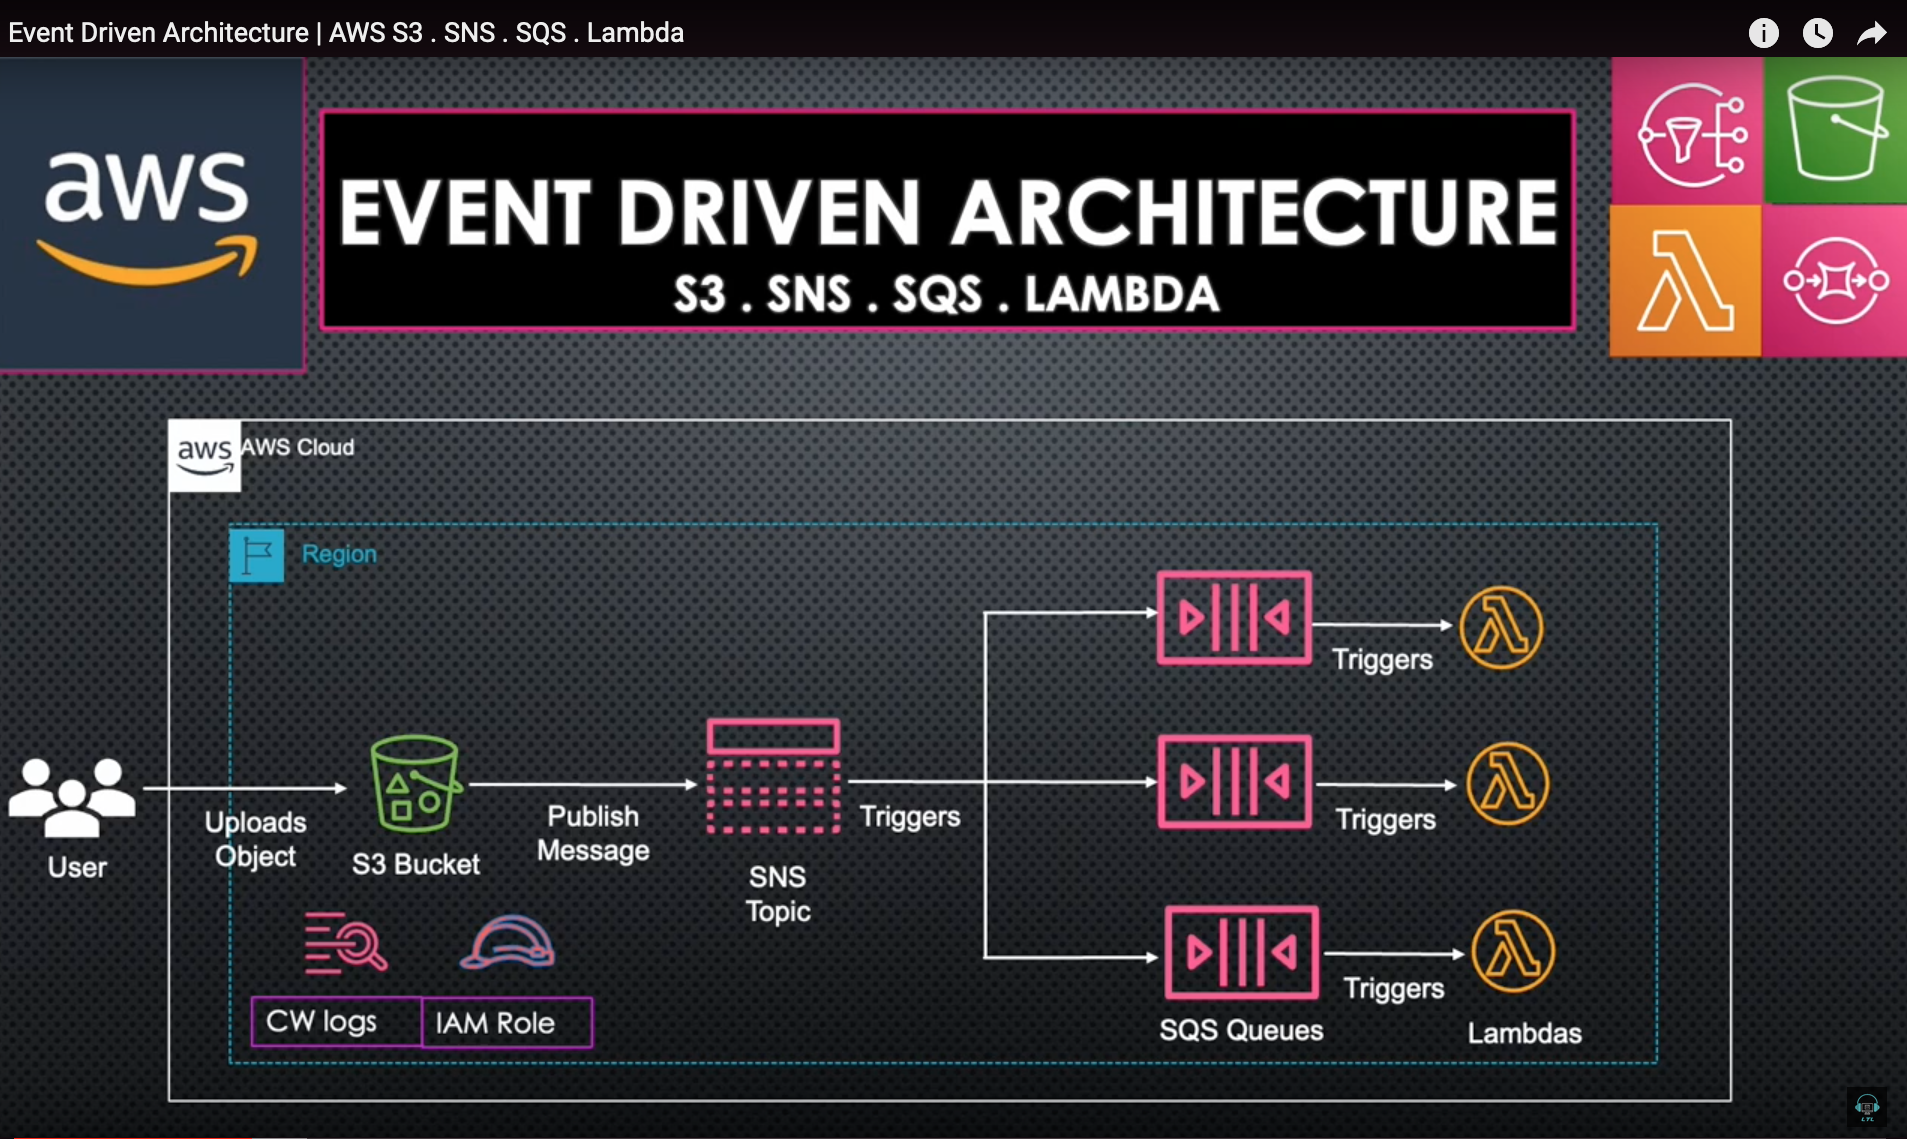 Event Driven Architecture | AWS S3 . SNS . SQS . Lambda
aws
EVENT DRIVEN ARCHITECTURE
S3 . SNS . SQS . LAMBDA
aws
AWS Cloud
Region
Triggers
User
Uploads
Object
S3 Bucket
Publish
Message
SNS
Topic
Triggers
Triggers
CW logs
IAM Role
Triggers
SQS Queues
Lambdas
LTL